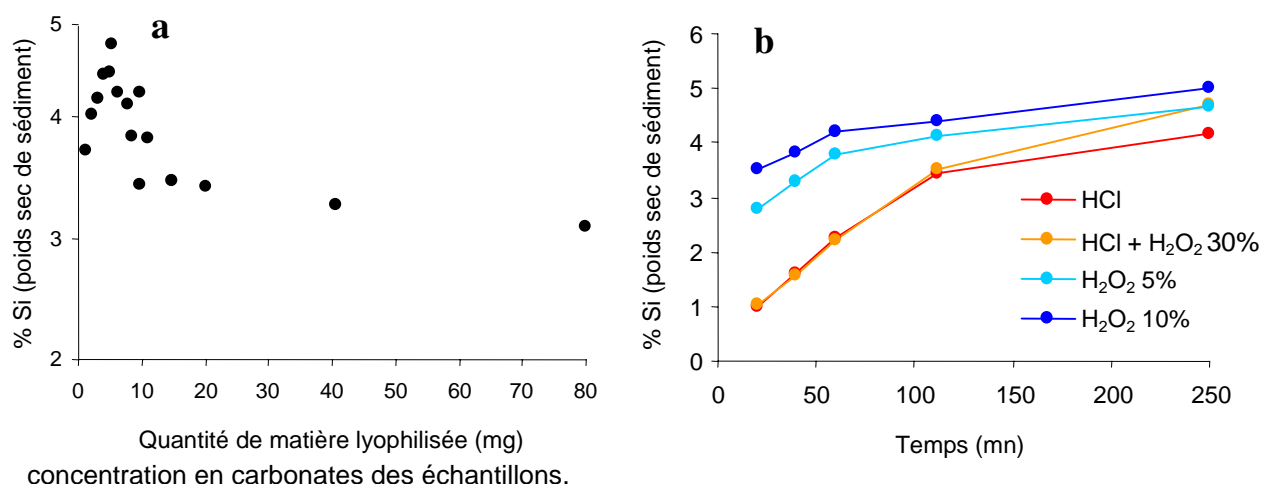 a
% Si (poids sec de sédiment)
5
4
3
2
0 10 20 30 40 50 60 70 80
Quantité de matière lyophilisée (mg)
b
% Si (poids sec de sédiment)
6
5
4
3
2
1
0
0 50 100 150 200 250
Temps (mn)
HCl
HCl + H₂O₂ 30%
H₂O₂ 5%
H₂O₂ 10%
concentration en carbonates des échantillons.